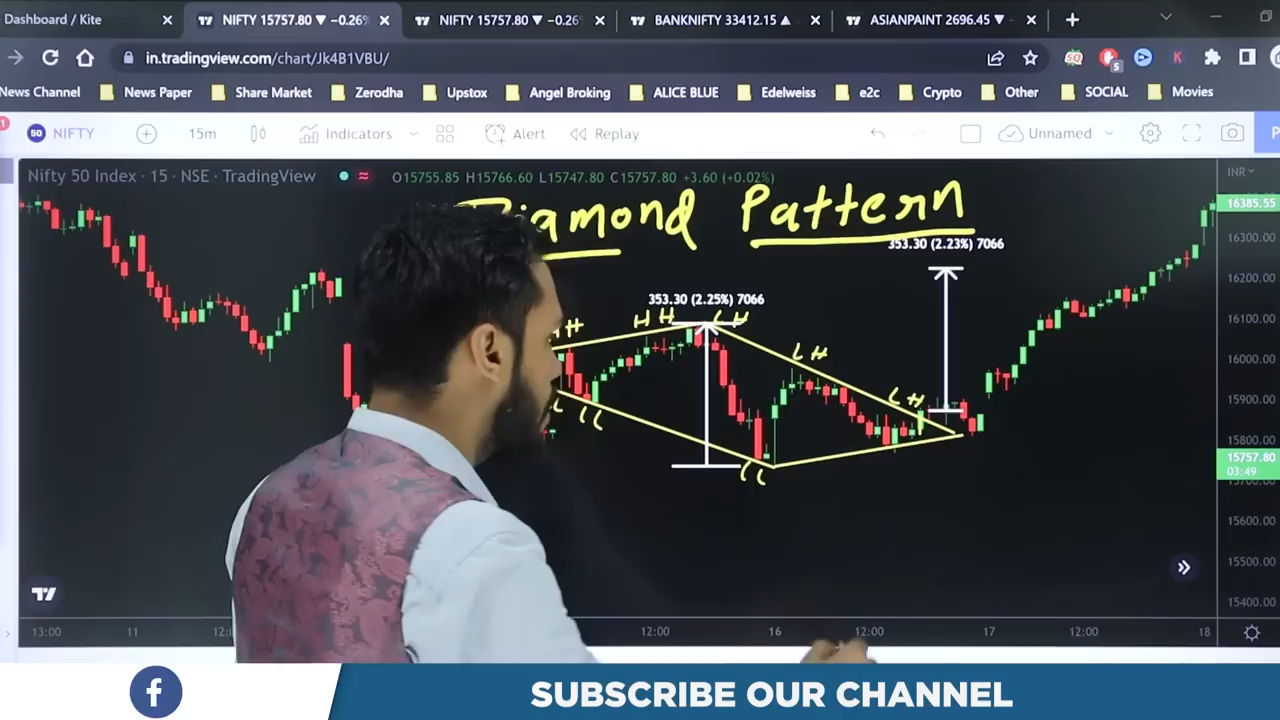 Dashboard / Kite
NIFTY 15757.80 ▼ −0.26%
NIFTY 15757.80 ▼ −0.26
BANKNIFTY 33412.15 ▲
ASIANPAINT 2696.45 ▼
in.tradingview.com/chart/Jk4B1VBU/
5
K
News Channel
News Paper
Share Market
Zerodha
Upstox
Angel Broking
ALICE BLUE
Edelweiss
e2c
Crypto
Other
SOCIAL
Movies
50 NIFTY
15m
Indicators
Alert
Replay
Unnamed
Nifty 50 Index · 15 · NSE · TradingView
O15755.85 H15766.60 L15747.80 C15757.80 +3.60 (+0.02%)
INR
Diamond Pattern
353.30 (2.23%) 7066
353.30 (2.25%) 7066
HH
LH
LH
LH
LL
LL
16385.55
16300.00
16200.00
16100.00
16000.00
15900.00
15800.00
15757.80
03:49
15600.00
15500.00
15400.00
13:00
11
12:00
16
12:00
17
12:00
18
SUBSCRIBE OUR CHANNEL